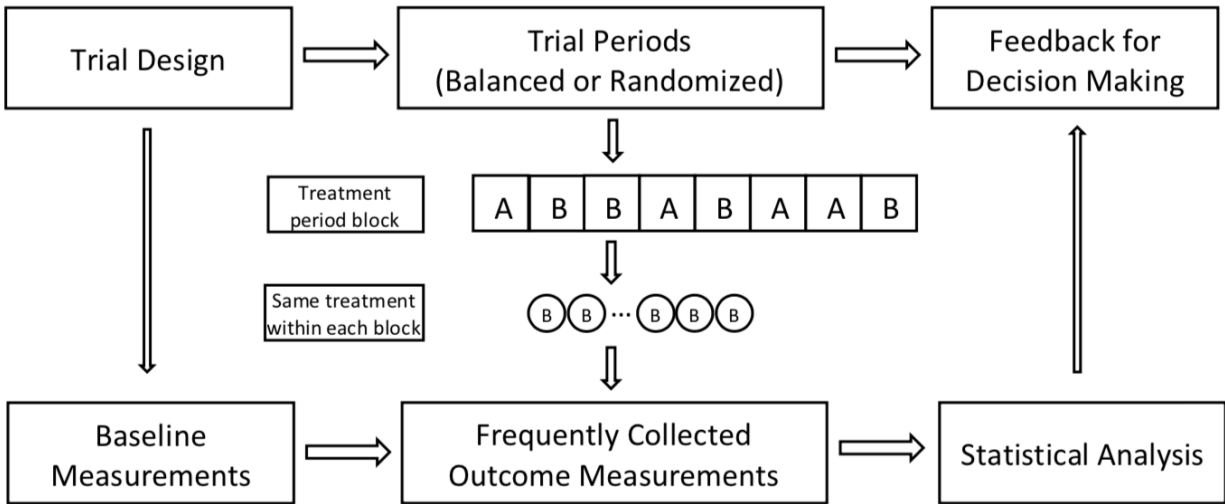 Trial Design
Trial Periods
(Balanced or Randomized)
Feedback for
Decision Making
Treatment
period block
A B B A B A A B
Same treatment
within each block
B B ... B B B
Baseline
Measurements
Frequently Collected
Outcome Measurements
Statistical Analysis